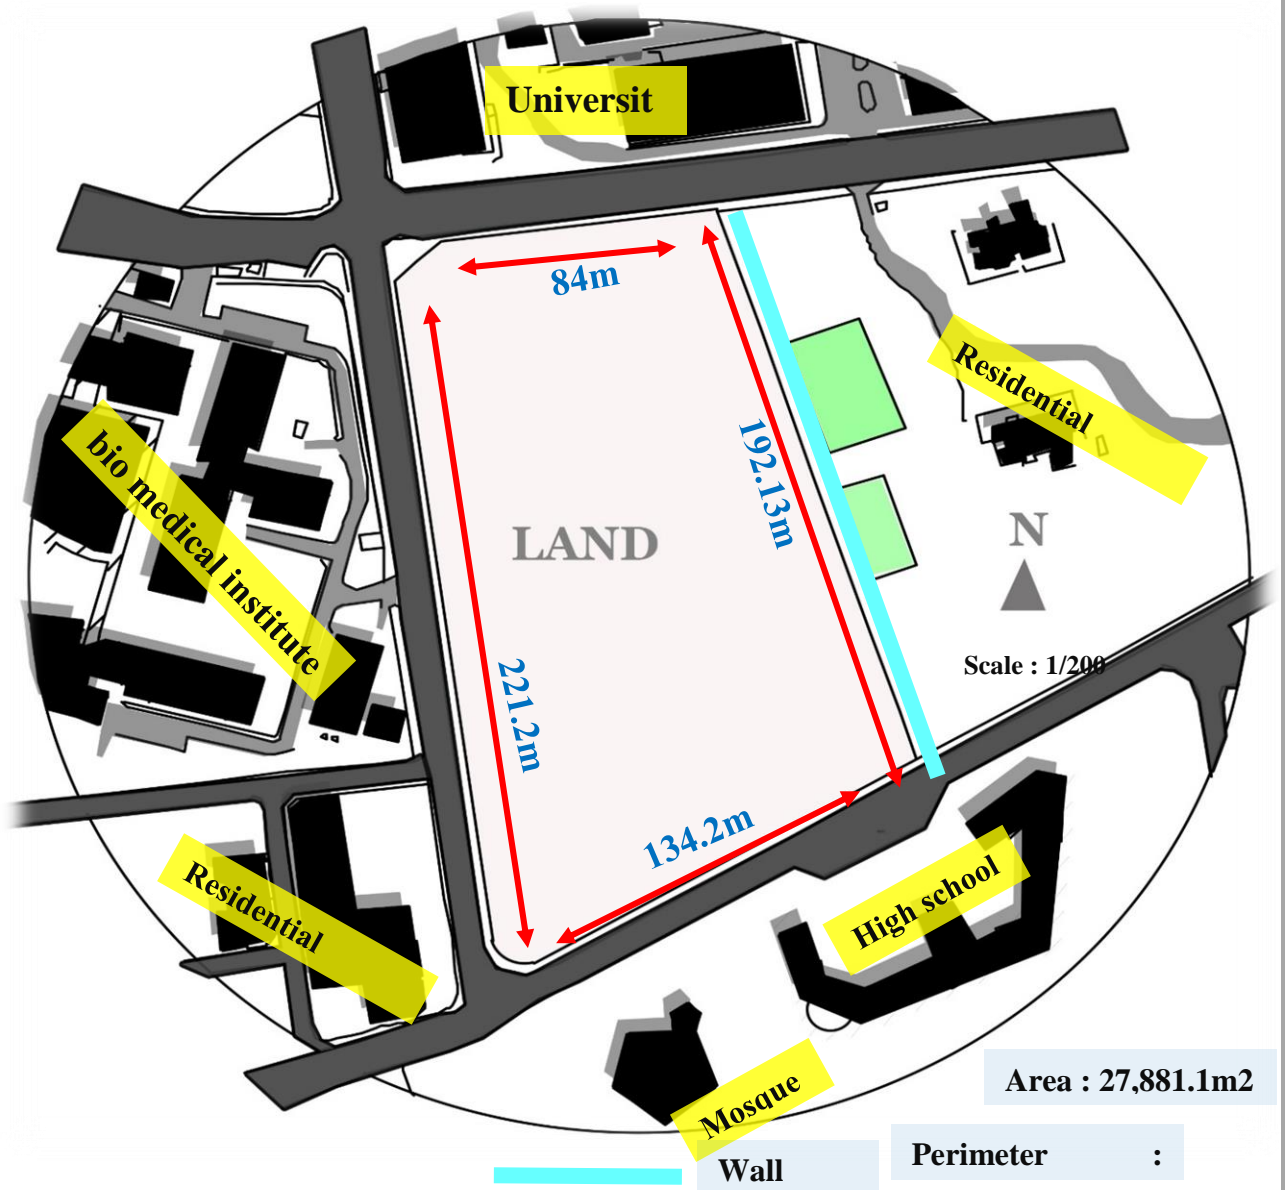 Universit
84m
Residential
bio medical institute
192.13m
LAND
N
Scale : 1/200
221.2m
134.2m
Residential
High school
Mosque
Area : 27,881.1m2
Wall
Perimeter :